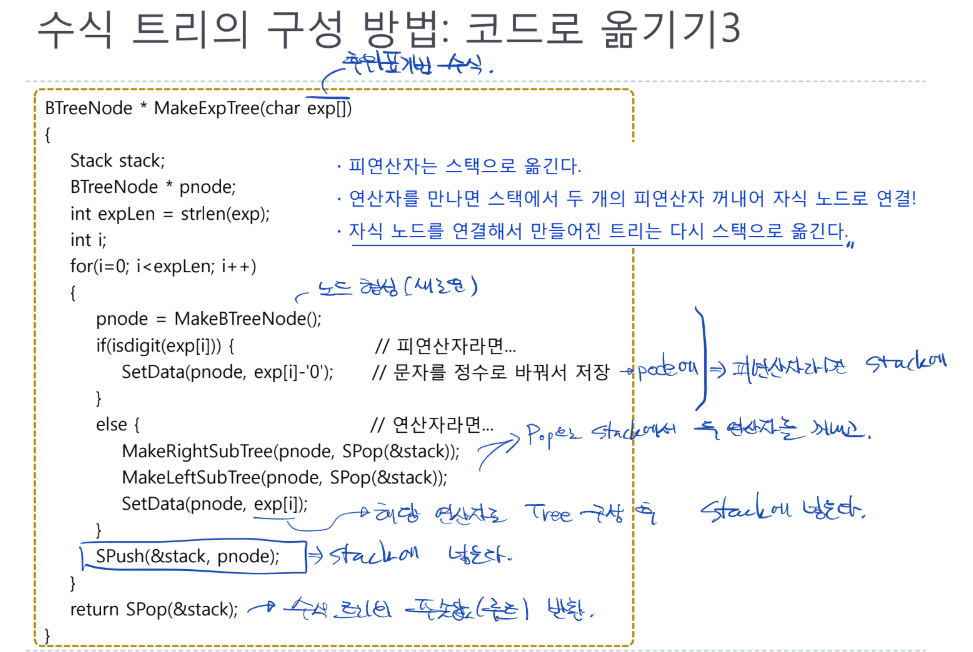 수식 트리의 구성 방법: 코드로 옮기기3
후위표기법 수식.
BTreeNode * MakeExpTree(char exp[])
{
Stack stack;
· 피연산자는 스택으로 옮긴다.
BTreeNode * pnode;
· 연산자를 만나면 스택에서 두 개의 피연산자 꺼내어 자식 노드로 연결!
int expLen = strlen(exp);
int i;
· 자식 노드를 연결해서 만들어진 트리는 다시 스택으로 옮긴다.
for(i=0; i<expLen; i++)
{
노드 형성 (새로운)
pnode = MakeBTreeNode();
if(isdigit(exp[i])) { // 피연산자라면...
SetData(pnode, exp[i]-'0'); // 문자를 정수로 바꿔서 저장 → pode에 ⇒ 피연산자라면 Stack에
}
else { // 연산자라면...
MakeRightSubTree(pnode, SPop(&stack)); Pop으로 Stack에서 두 연산자를 꺼내고.
MakeLeftSubTree(pnode, SPop(&stack));
SetData(pnode, exp[i]); → 해당 연산자로 Tree 구성 후 Stack에 넣는다.
}
SPush(&stack, pnode); ⇒ Stack에 넣는다.
}
return SPop(&stack); → 수식 트리의 (루트) 반환.
}